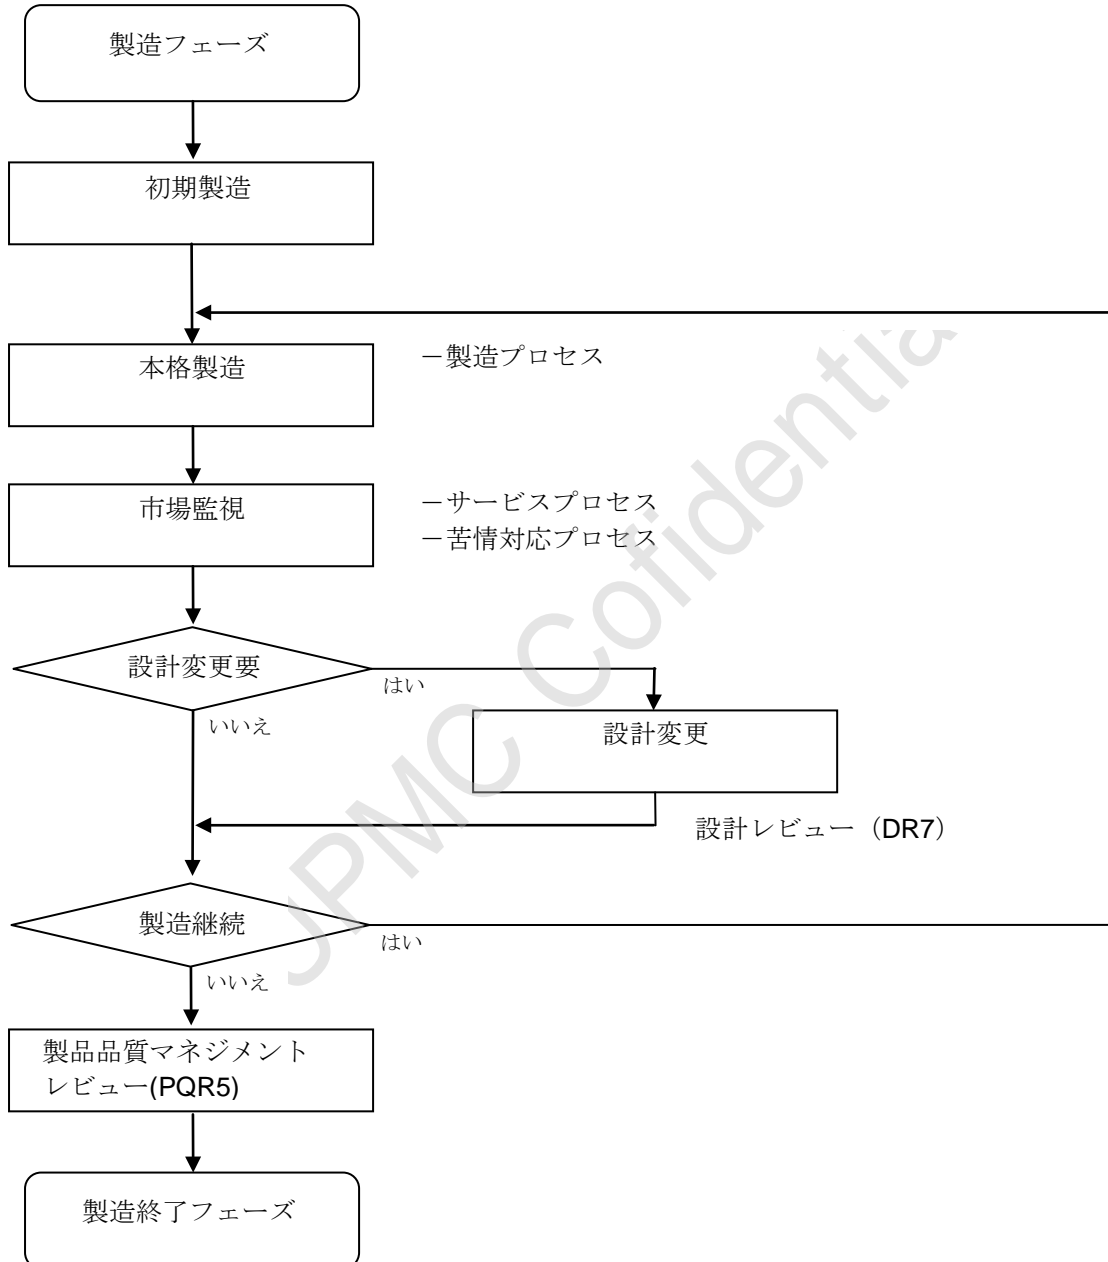 製造フェーズ
初期製造
本格製造
－製造プロセス
市場監視
－サービスプロセス
－苦情対応プロセス
設計変更要
はい
いいえ
設計変更
設計レビュー（DR7）
製造継続
はい
いいえ
製品品質マネジメント
レビュー(PQR5)
製造終了フェーズ
JPMC Cofidential